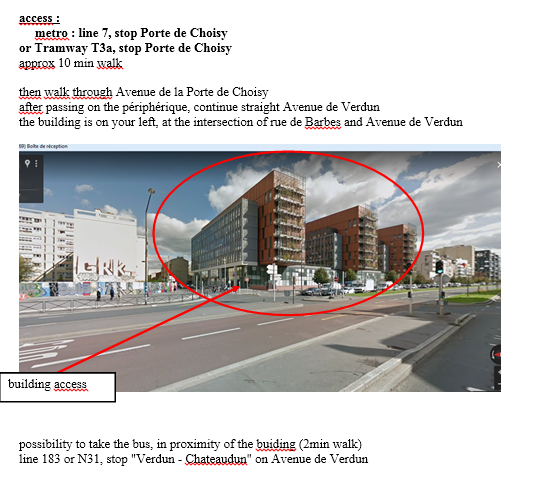 access :
metro : line 7, stop Porte de Choisy
or Tramway T3a, stop Porte de Choisy
approx 10 min walk
then walk through Avenue de la Porte de Choisy
after passing on the périphérique, continue straight Avenue de Verdun
the building is on your left, at the intersection of rue de Barbes and Avenue de Verdun
Boîte de réception
building access
possibility to take the bus, in proximity of the buiding (2min walk)
line 183 or N31, stop "Verdun - Chateaudun" on Avenue de Verdun